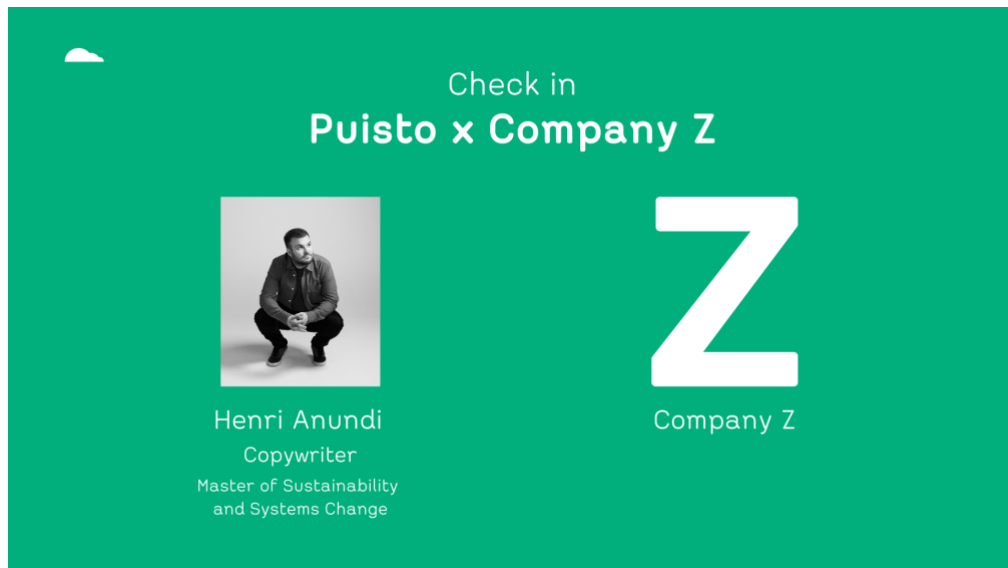 Check in
Puisto x Company Z
Z
Henri Anundi
Company Z
Copywriter
Master of Sustainability
and Systems Change